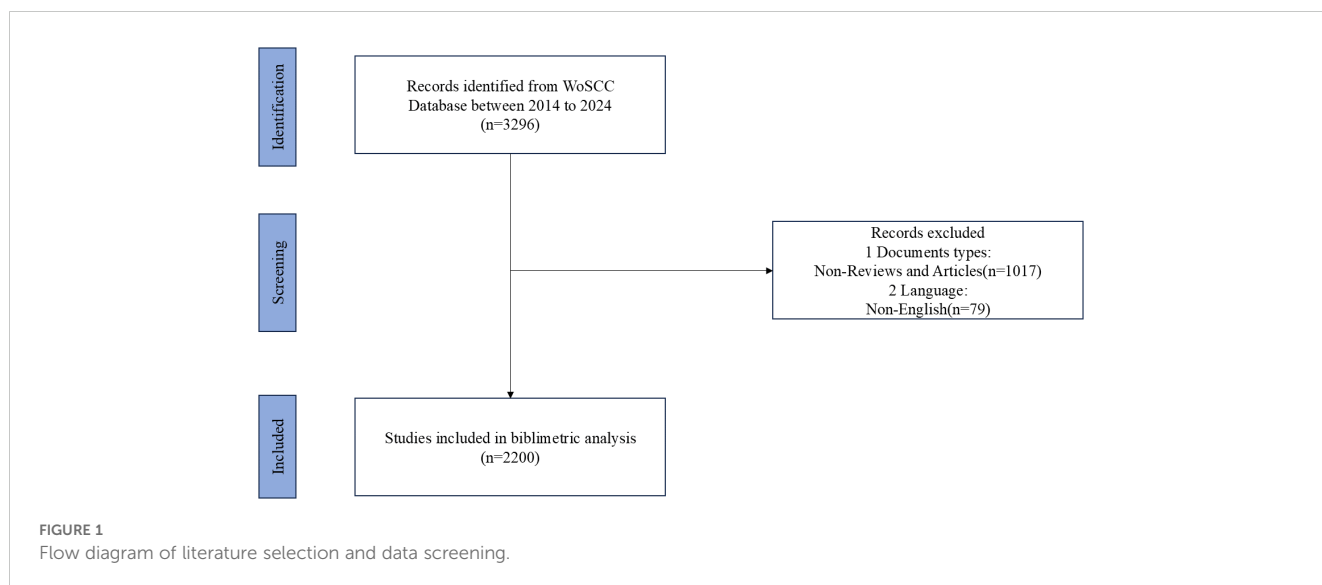 Identification
Records identified from WoSCC
Database between 2014 to 2024
(n=3296)
Screening
Records excluded
1 Documents types:
Non-Reviews and Articles(n=1017)
2 Language:
Non-English(n=79)
Included
Studies included in biblimetric analysis
(n=2200)
FIGURE 1
Flow diagram of literature selection and data screening.